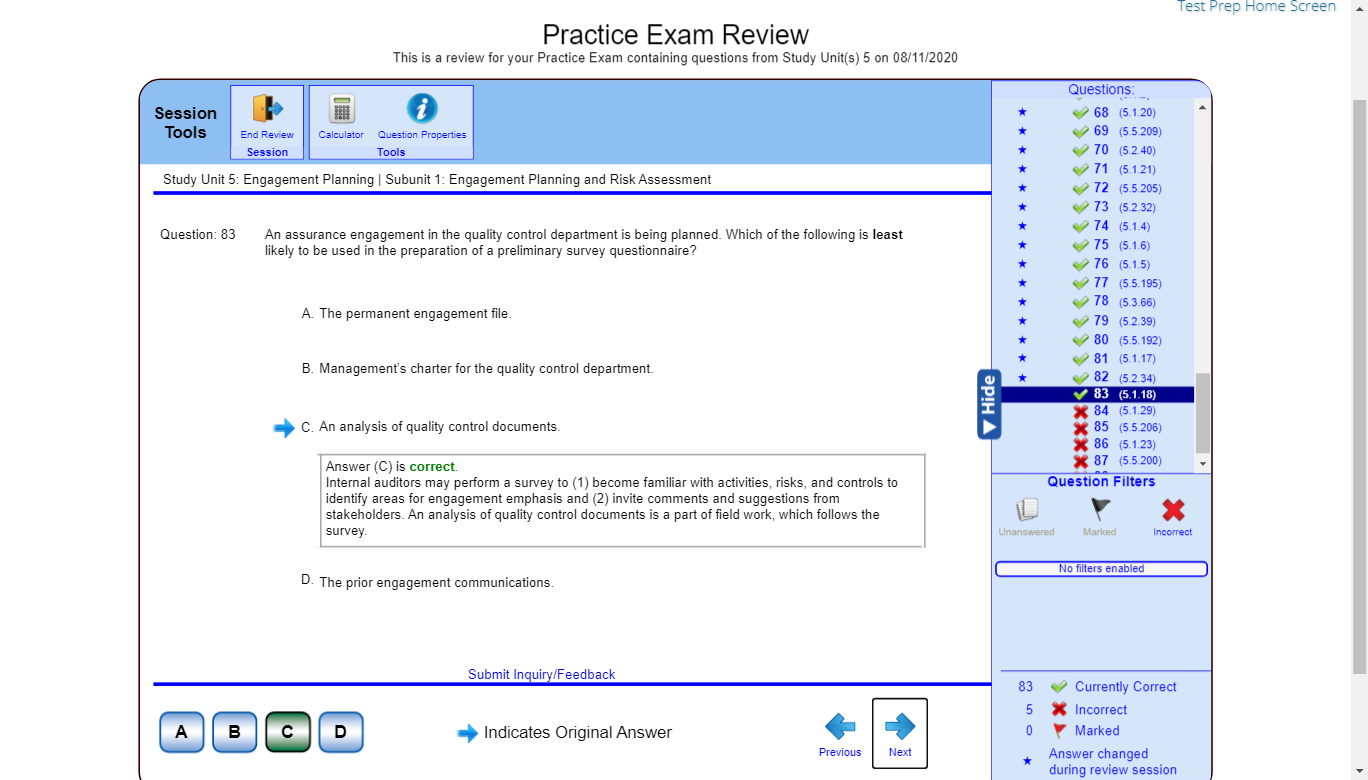 Test Prep Home Screen
Practice Exam Review
This is a review for your Practice Exam containing questions from Study Unit(s) 5 on 08/11/2020
Session
Tools
End Review
Session
Calculator
Question Properties
Tools
Study Unit 5: Engagement Planning | Subunit 1: Engagement Planning and Risk Assessment
Question: 83
An assurance engagement in the quality control department is being planned. Which of the following is least
likely to be used in the preparation of a preliminary survey questionnaire?
A. The permanent engagement file.
B. Management's charter for the quality control department.
C. An analysis of quality control documents.
Answer (C) is correct.
Internal auditors may perform a survey to (1) become familiar with activities, risks, and controls to
identify areas for engagement emphasis and (2) invite comments and suggestions from
stakeholders. An analysis of quality control documents is a part of field work, which follows the
survey.
D. The prior engagement communications.
Submit Inquiry/Feedback
A
B
C
D
Indicates Original Answer
Previous
Next
Questions:
68 (5.1.20)
69 (5.5.209)
70 (5.2.40)
71 (5.1.21)
72 (5.5.205)
73 (5.2.32)
74 (5.1.4)
75 (5.1.6)
76 (5.1.5)
77 (5.5.195)
78 (5.3.66)
79 (5.2.39)
80 (5.5.192)
81 (5.1.17)
82 (5.2.34)
83 (5.1.18)
84 (5.1.29)
85 (5.5.206)
86 (5.1.23)
87 (5.5.200)
Hide
Question Filters
Unanswered
Marked
Incorrect
No filters enabled
83 Currently Correct
5 Incorrect
0 Marked
Answer changed
during review session